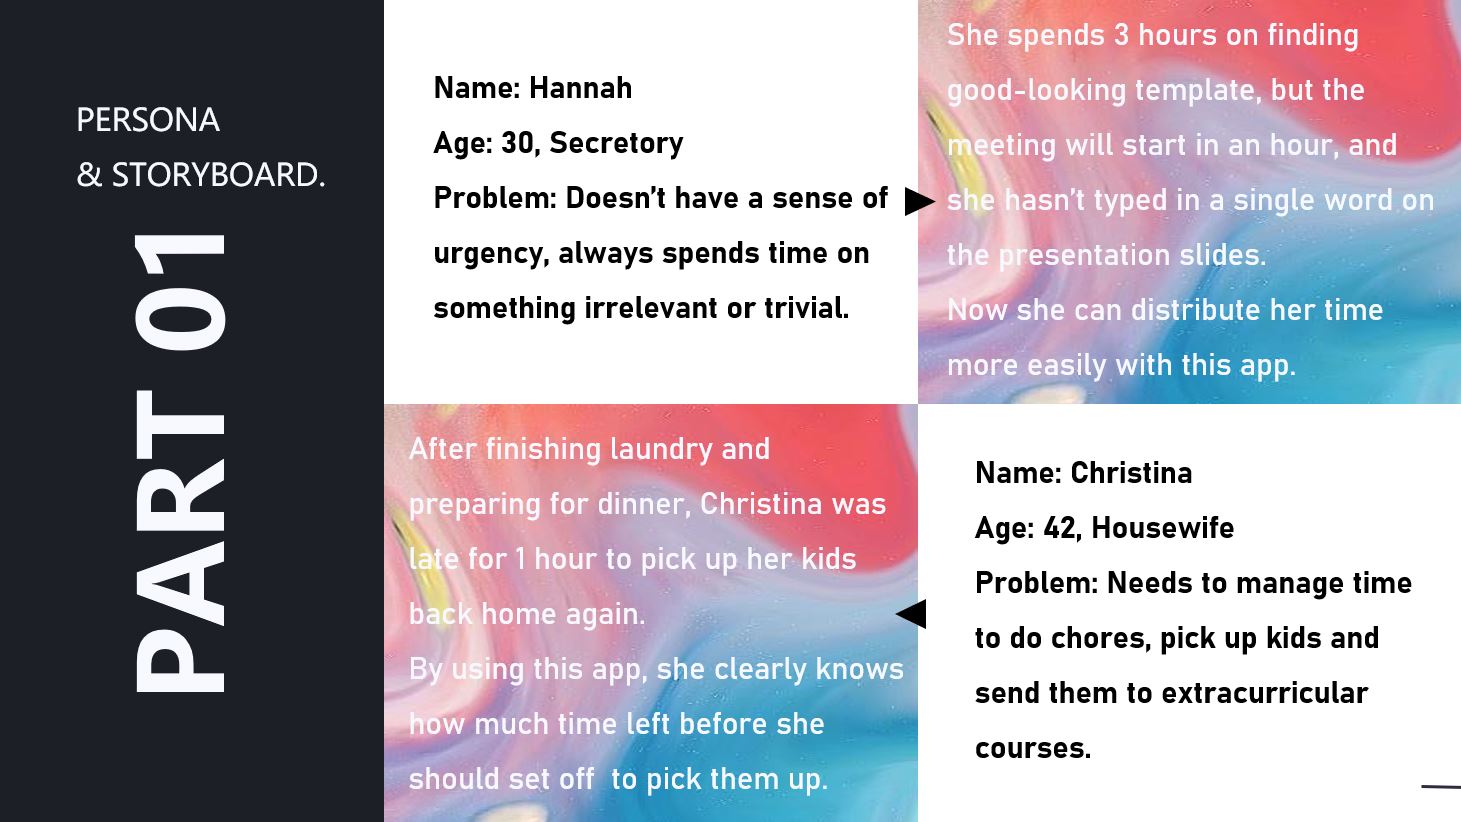 PERSONA
& STORYBOARD.
PART 01
Name: Hannah
Age: 30, Secretory
Problem: Doesn’t have a sense of
urgency, always spends time on
something irrelevant or trivial.
She spends 3 hours on finding
good-looking template, but the
meeting will start in an hour, and
she hasn’t typed in a single word on
the presentation slides.
Now she can distribute her time
more easily with this app.
After finishing laundry and
preparing for dinner, Christina was
late for 1 hour to pick up her kids
back home again.
By using this app, she clearly knows
how much time left before she
should set off  to pick them up.
Name: Christina
Age: 42, Housewife
Problem: Needs to manage time
to do chores, pick up kids and
send them to extracurricular
courses.